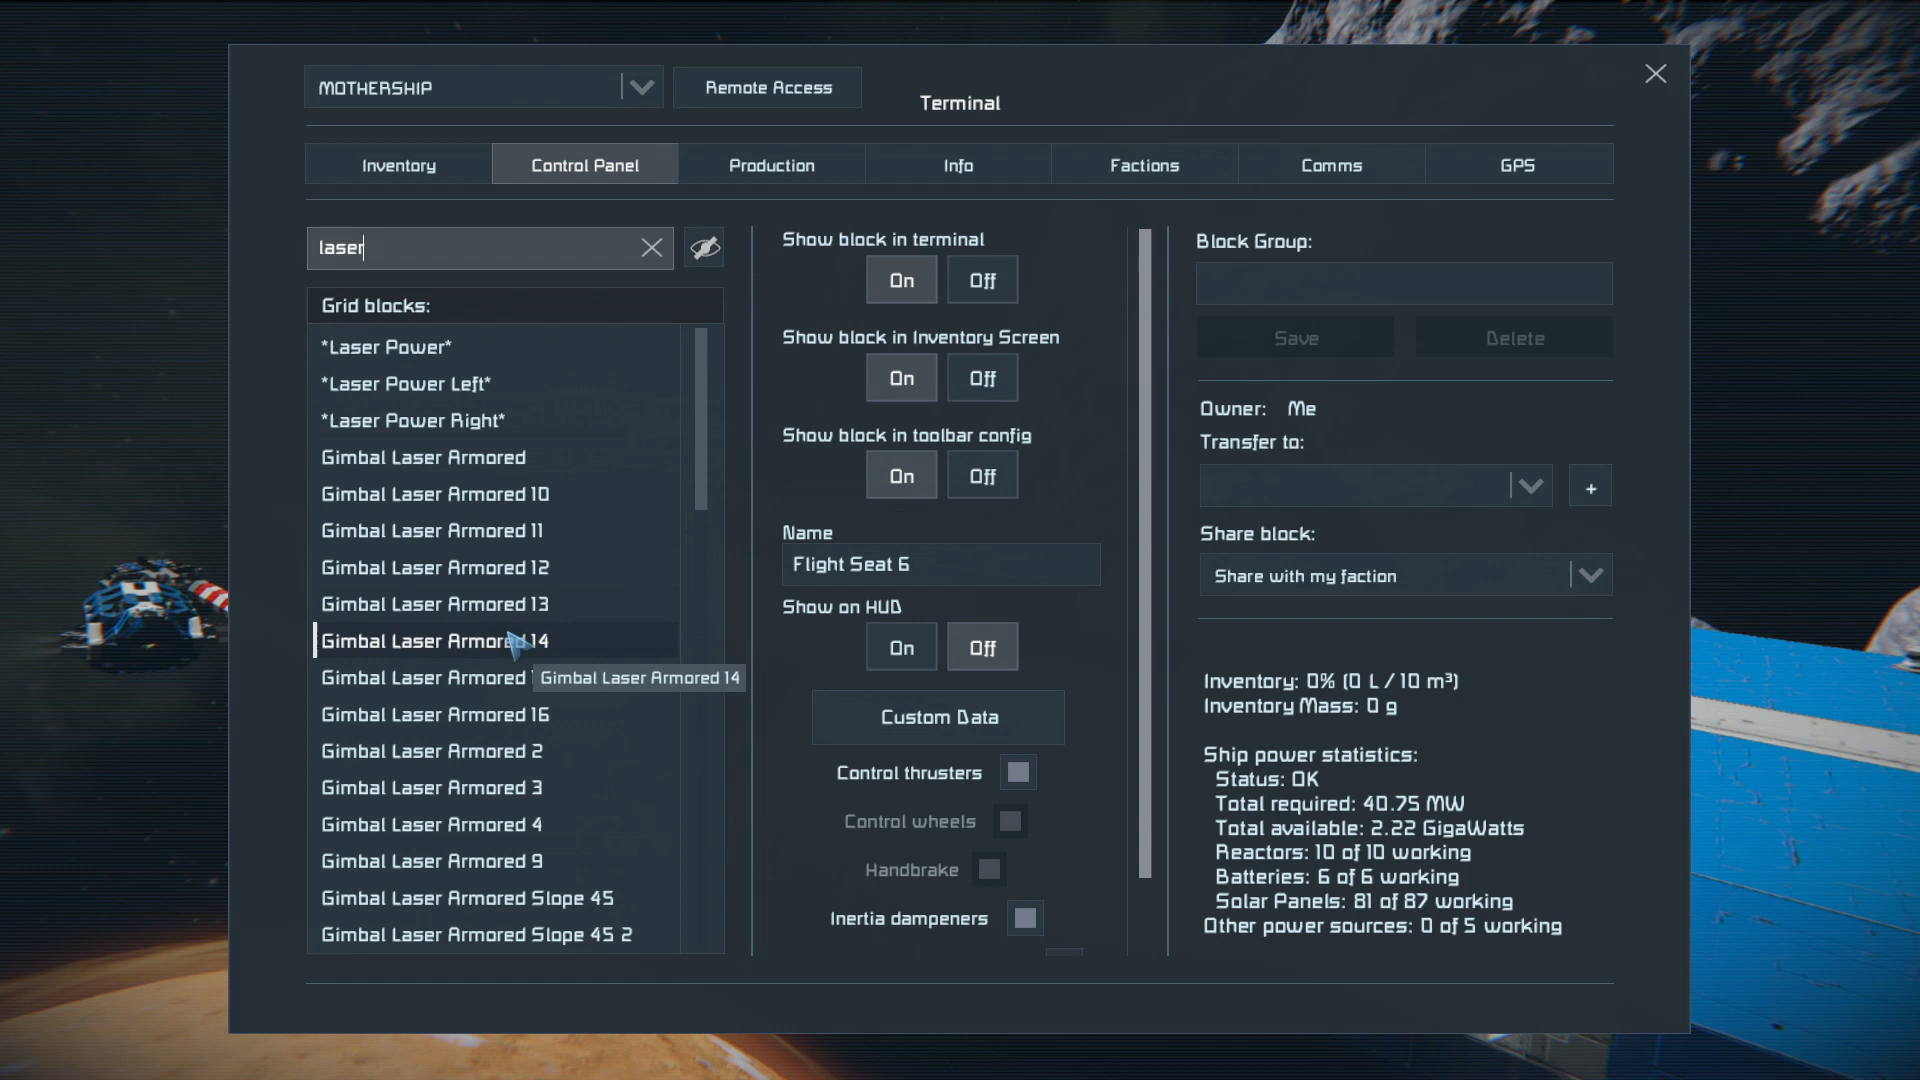 MOTHERSHIP
Remote Access
Terminal
Inventory
Control Panel
Production
Info
Factions
Comms
GPS
laser
Grid blocks:
*Laser Power*
*Laser Power Left*
*Laser Power Right*
Gimbal Laser Armored
Gimbal Laser Armored 10
Gimbal Laser Armored 11
Gimbal Laser Armored 12
Gimbal Laser Armored 13
Gimbal Laser Armored 14
Gimbal Laser Armored
Gimbal Laser Armored 14
Gimbal Laser Armored 16
Gimbal Laser Armored 2
Gimbal Laser Armored 3
Gimbal Laser Armored 4
Gimbal Laser Armored 9
Gimbal Laser Armored Slope 45
Gimbal Laser Armored Slope 45 2
Show block in terminal
On Off
Show block in Inventory Screen
On Off
Show block in toolbar config
On Off
Name
Flight Seat 6
Show on HUD
On Off
Custom Data
Control thrusters
Control wheels
Handbrake
Inertia dampeners
Block Group:
Save Delete
Owner: Me
Transfer to:
+
Share block:
Share with my faction
Inventory: 0% (0 L / 10 m³)
Inventory Mass: 0 g
Ship power statistics:
Status: OK
Total required: 40.75 MW
Total available: 2.22 GigaWatts
Reactors: 10 of 10 working
Batteries: 6 of 6 working
Solar Panels: 81 of 87 working
Other power sources: 0 of 5 working